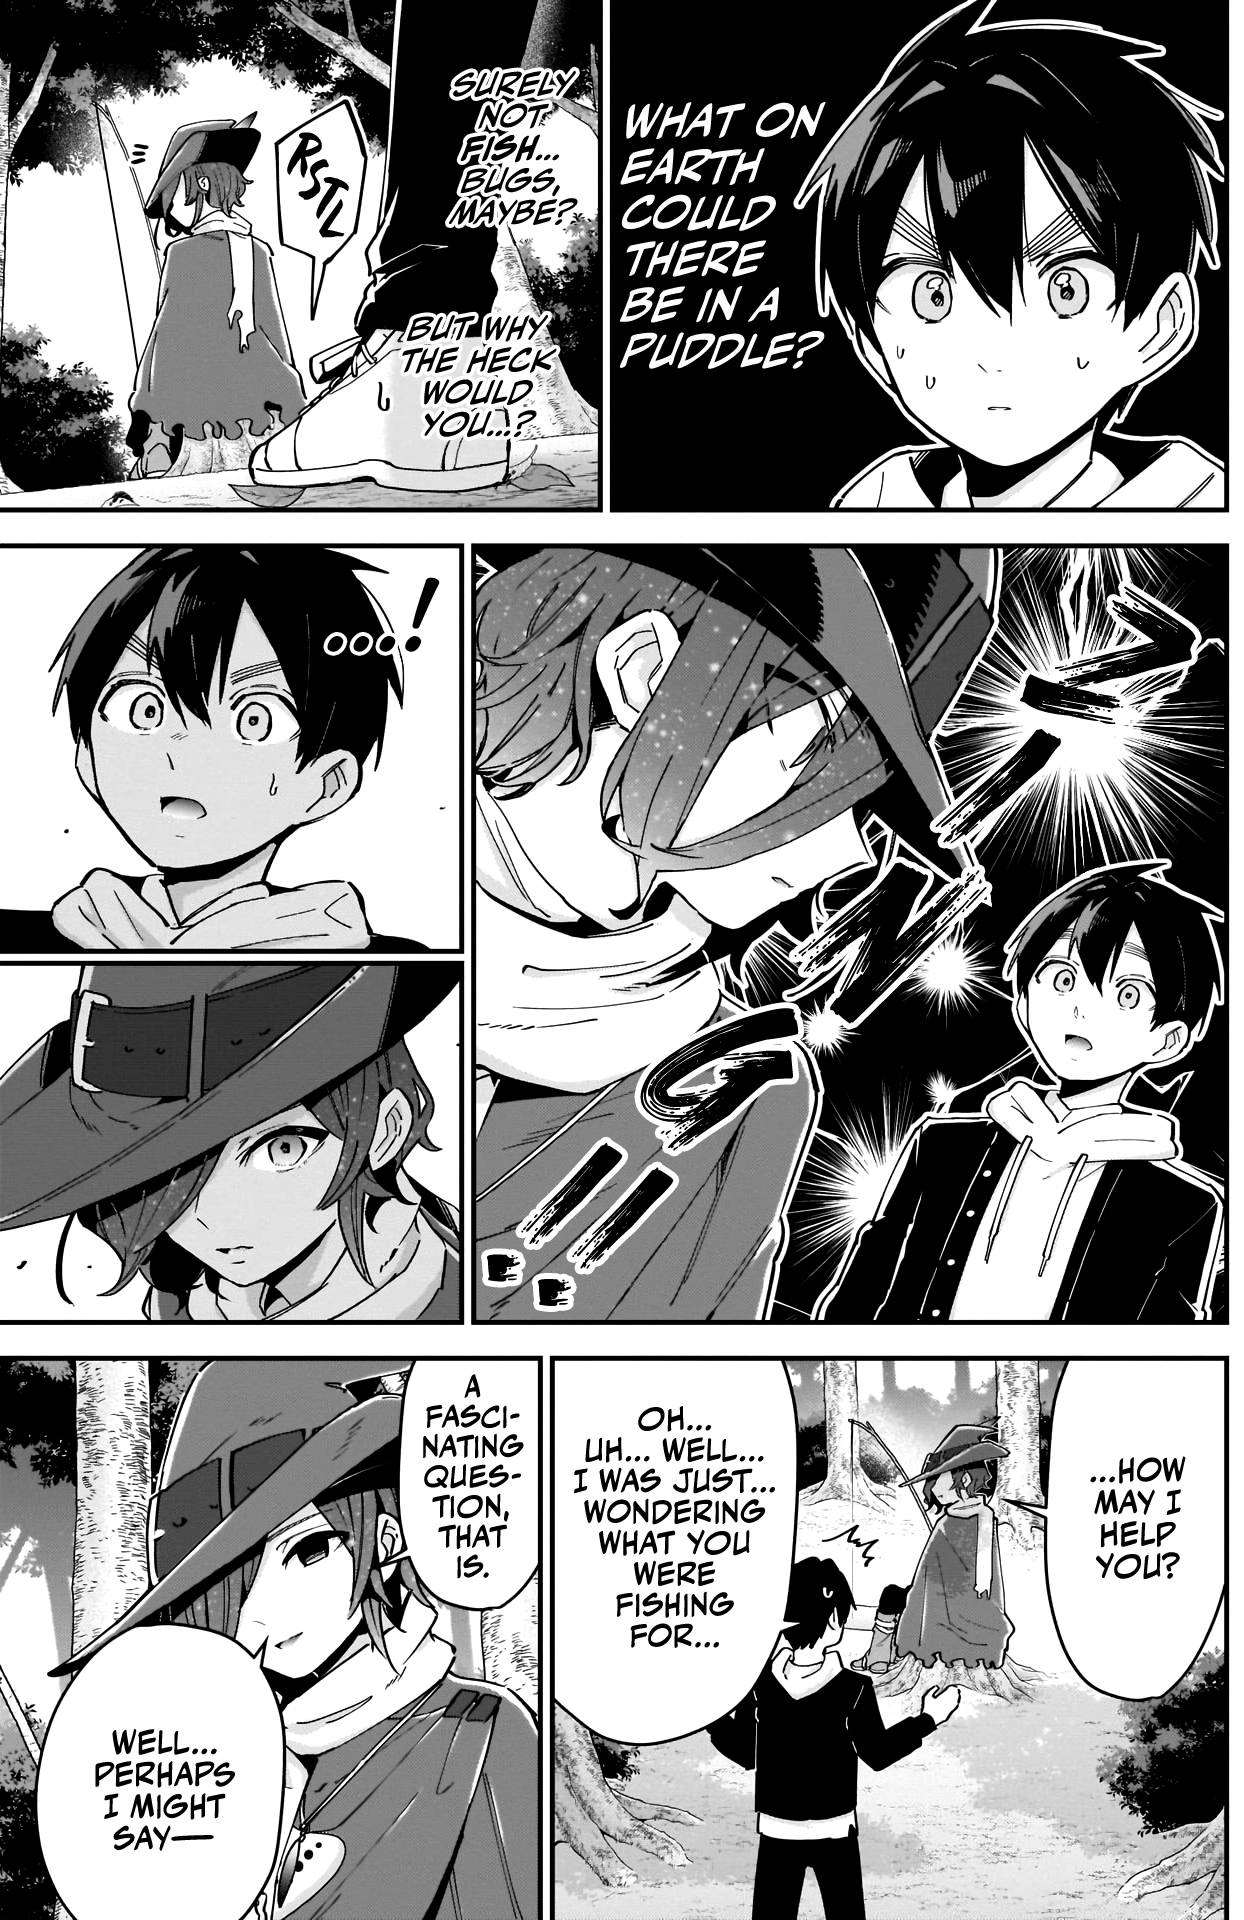 WHAT ON
EARTH
COULD
THERE
BE IN A
PUDDLE?
SURELY
NOT
FISH...
BUGS,
MAYBE?
RSTL
BUT WHY
THE HECK
WOULD
YOU...?
...!
...HOW
MAY I
HELP
YOU?
OH...
UH... WELL...
I WAS JUST...
WONDERING
WHAT YOU
WERE
FISHING
FOR...
A
FASCI-
NATING
QUES-
TION,
THAT
IS.
WELL...
PERHAPS
I MIGHT
SAY—